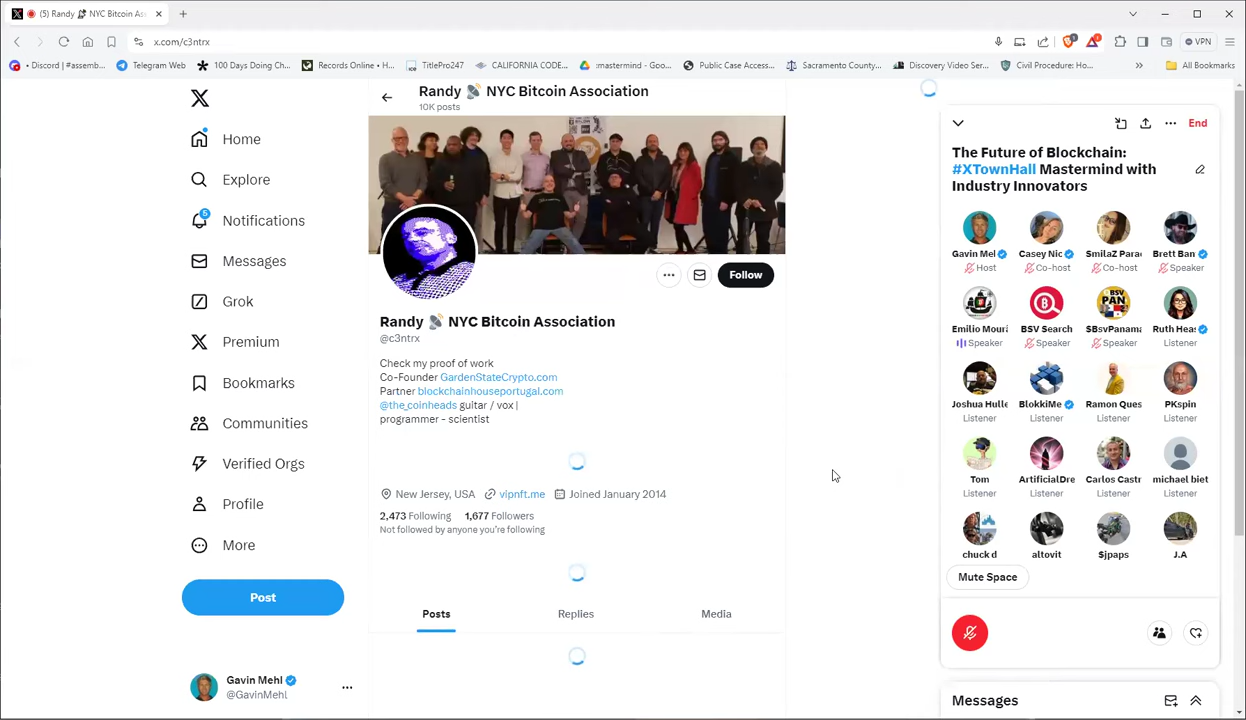 (5) Randy NYC Bitcoin Ass
x.com/c3ntrx
VPN
• Discord | #assemb...
Telegram Web
100 Days Doing Ch...
Records Online • H...
TitlePro247
CALIFORNIA CODE...
:mastermind - Goo...
Public Case Access...
Sacramento County...
Discovery Video Ser...
Civil Procedure: Ho...
»
All Bookmarks
Home
Explore
5
Notifications
Messages
Grok
Premium
Bookmarks
Communities
Verified Orgs
Profile
More
Post
Gavin Mehl
@GavinMehl
Randy NYC Bitcoin Association
10K posts
Follow
Randy NYC Bitcoin Association
@c3ntrx
Check my proof of work
Co-Founder GardenStateCrypto.com
Partner blockchainhouseportugal.com
@the_coinheads guitar / vox |
programmer - scientist
New Jersey, USA vipnft.me Joined January 2014
2,473 Following 1,677 Followers
Not followed by anyone you're following
Posts Replies Media
End
The Future of Blockchain:
#XTownHall Mastermind with
Industry Innovators
Gavin Mel Casey Nic SmilaZ Para Brett Ban
Host Co-host Co-host Speaker
Emilio Mouri BSV Search $BsvPanama Ruth Heas
Speaker Speaker Speaker Listener
Joshua Hulle BlokkiMe Ramon Ques PKspin
Listener Listener Listener Listener
Tom ArtificialDre Carlos Castr michael biet
Listener Listener Listener Listener
chuck d altovit $jpaps J.A
Mute Space
Messages